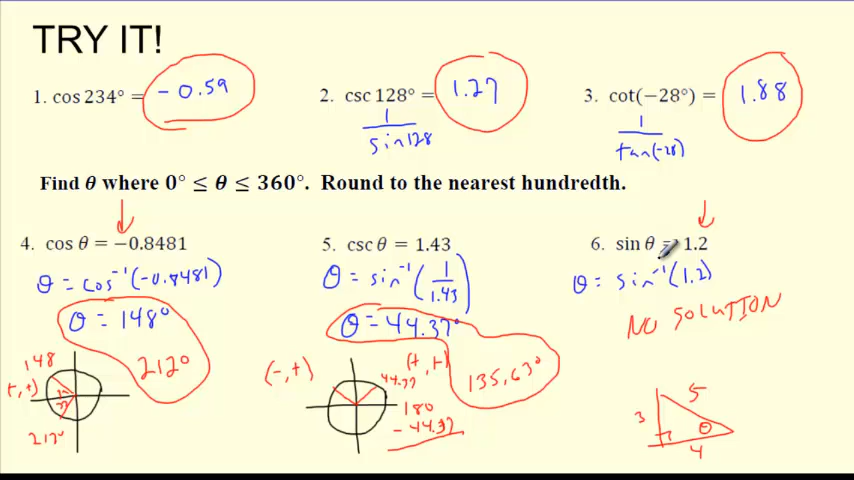 TRY IT!
1. cos 234° = -0.59
2. csc 128° = 1.27
1/sin128
3. cot(−28°) = 1.88
1/tan(-28)
Find θ where 0° ≤ θ ≤ 360°. Round to the nearest hundredth.
4. cos θ = −0.8481
θ = cos⁻¹(-0.8481)
θ = 148°
212°
148
212°
5. csc θ = 1.43
θ = sin⁻¹(1/1.43)
θ = 44.37°
135.63°
(-,+)
(+,+)
44.37
180
- 44.37
6. sin θ = 1.2
θ = sin⁻¹(1.2)
NO SOLUTION
5
3
θ
4